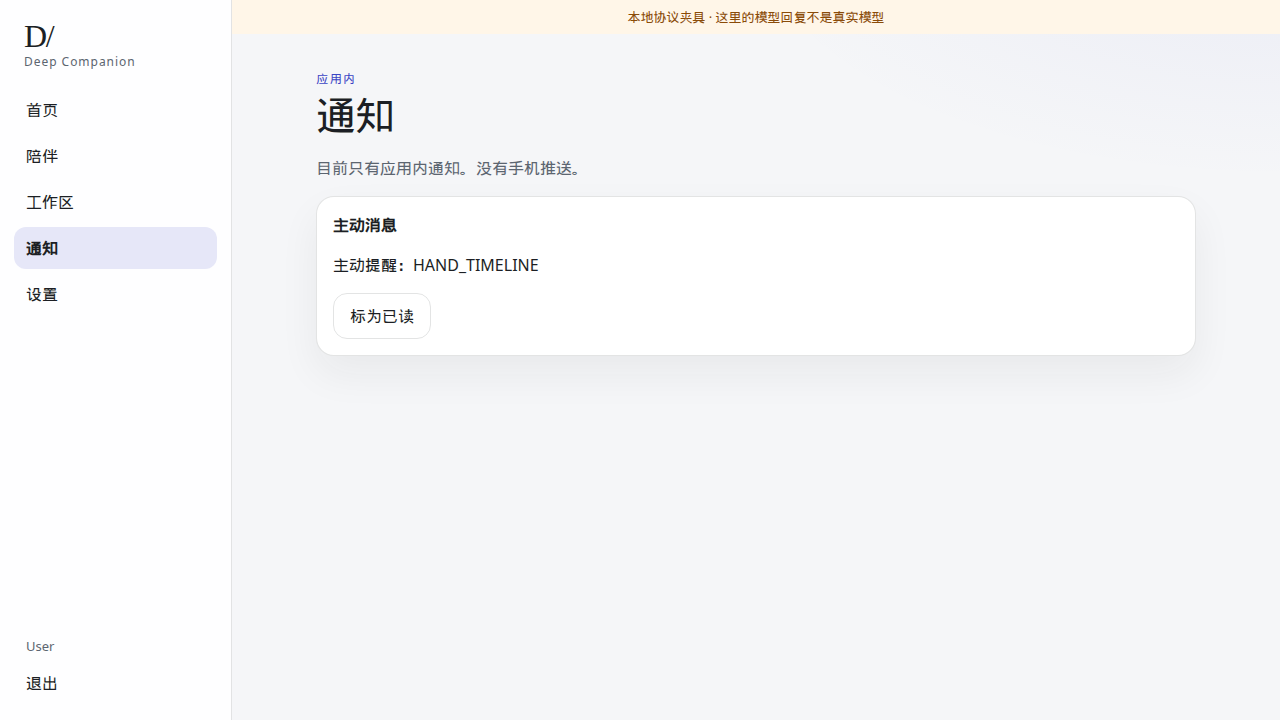 D/
Deep Companion
首页
陪伴
工作区
通知
设置
User
退出
本地协议夹具 · 这里的模型回复不是真实模型
应用内
通知
目前只有应用内通知。没有手机推送。
主动消息
主动提醒：HAND_TIMELINE
标为已读